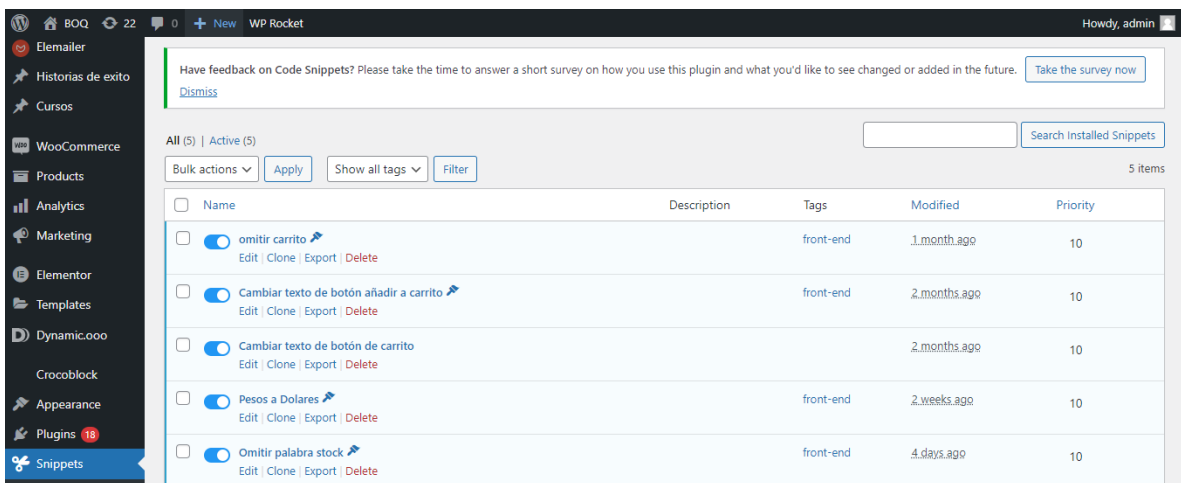 BOQ 22 0 New WP Rocket Howdy, admin
Elemailer
Historias de exito
Cursos
WooCommerce
Products
Analytics
Marketing
Elementor
Templates
Dynamic.ooo
Crocoblock
Appearance
Plugins 18
Snippets
Have feedback on Code Snippets? Please take the time to answer a short survey on how you use this plugin and what you'd like to see changed or added in the future. Take the survey now
Dismiss
All (5) | Active (5) Search Installed Snippets
Bulk actions Apply Show all tags Filter 5 items
Name Description Tags Modified Priority
omitir carrito front-end 1 month ago 10
Edit | Clone | Export | Delete
Cambiar texto de botón añadir a carrito front-end 2 months ago 10
Edit | Clone | Export | Delete
Cambiar texto de botón de carrito 2 months ago 10
Edit | Clone | Export | Delete
Pesos a Dolares front-end 2 weeks ago 10
Edit | Clone | Export | Delete
Omitir palabra stock front-end 4 days ago 10
Edit | Clone | Export | Delete